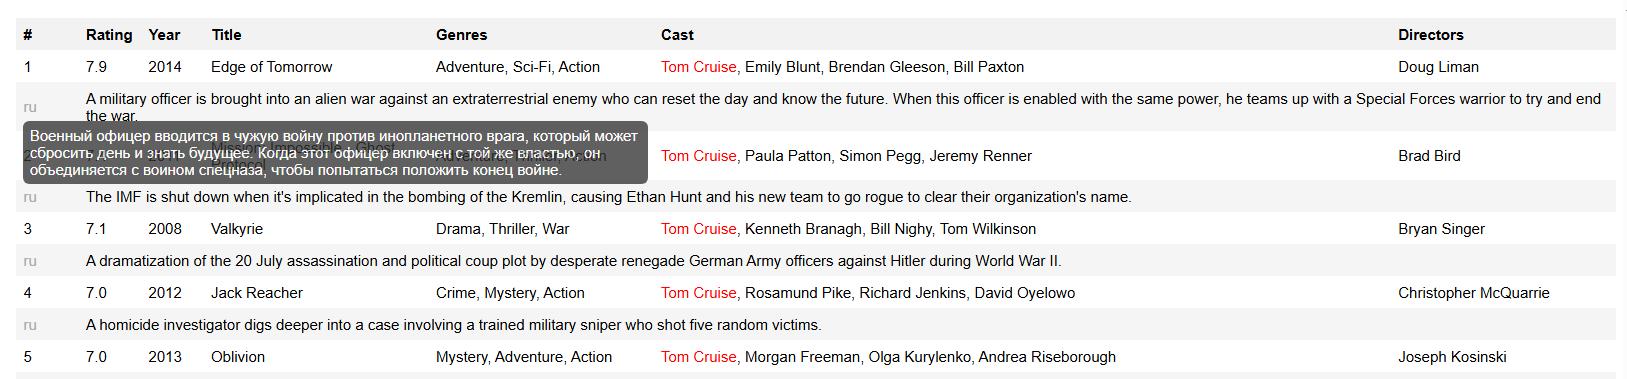 # Rating Year Title Genres Cast Directors
1 7.9 2014 Edge of Tomorrow Adventure, Sci-Fi, Action Tom Cruise, Emily Blunt, Brendan Gleeson, Bill Paxton Doug Liman
ru A military officer is brought into an alien war against an extraterrestrial enemy who can reset the day and know the future. When this officer is enabled with the same power, he teams up with a Special Forces warrior to try and end
the war.
Военный офицер вводится в чужую войну против инопланетного врага, который может
сбросить день и знать будущее. Когда этот офицер включен с той же властью, он
объединяется с воином спецназа, чтобы попытаться положить конец войне.
2 Mission: Impossible - Ghost Adventure, Thriller, Action Tom Cruise, Paula Patton, Simon Pegg, Jeremy Renner Brad Bird
Protocol
ru The IMF is shut down when it's implicated in the bombing of the Kremlin, causing Ethan Hunt and his new team to go rogue to clear their organization's name.
3 7.1 2008 Valkyrie Drama, Thriller, War Tom Cruise, Kenneth Branagh, Bill Nighy, Tom Wilkinson Bryan Singer
ru A dramatization of the 20 July assassination and political coup plot by desperate renegade German Army officers against Hitler during World War II.
4 7.0 2012 Jack Reacher Crime, Mystery, Action Tom Cruise, Rosamund Pike, Richard Jenkins, David Oyelowo Christopher McQuarrie
ru A homicide investigator digs deeper into a case involving a trained military sniper who shot five random victims.
5 7.0 2013 Oblivion Mystery, Adventure, Action Tom Cruise, Morgan Freeman, Olga Kurylenko, Andrea Riseborough Joseph Kosinski